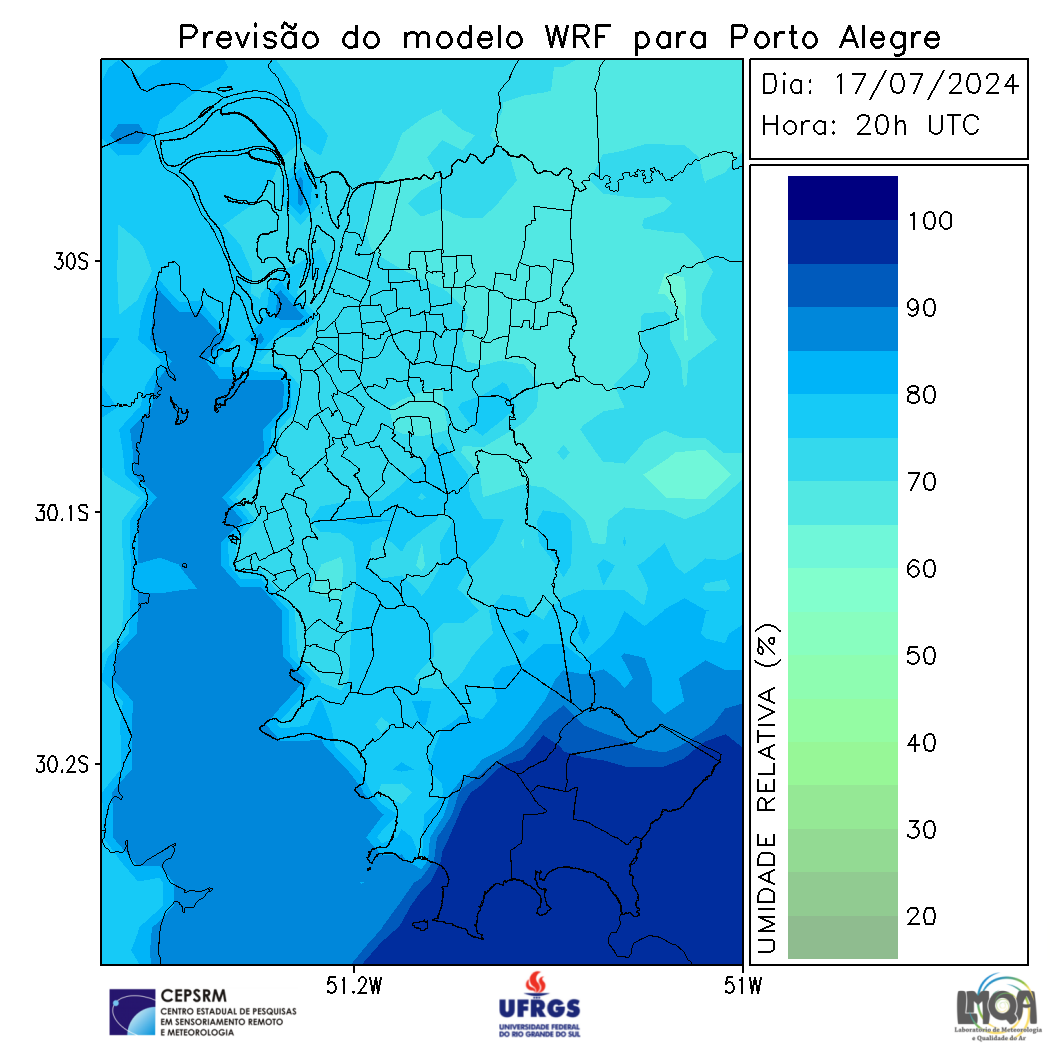 Previsão do modelo WRF para Porto Alegre
Dia: 17/07/2024
Hora: 20h UTC
30S
30.1S
30.2S
51.2W
51W
100
90
80
70
60
50
40
30
20
UMIDADE RELATIVA (%)
CEPSRM
CENTRO ESTADUAL DE PESQUISAS
EM SENSORIAMENTO REMOTO
E METEOROLOGIA
UFRGS
UNIVERSIDADE FEDERAL
DO RIO GRANDE DO SUL
LMQA
Laboratório de Meteorologia
e Qualidade do Ar